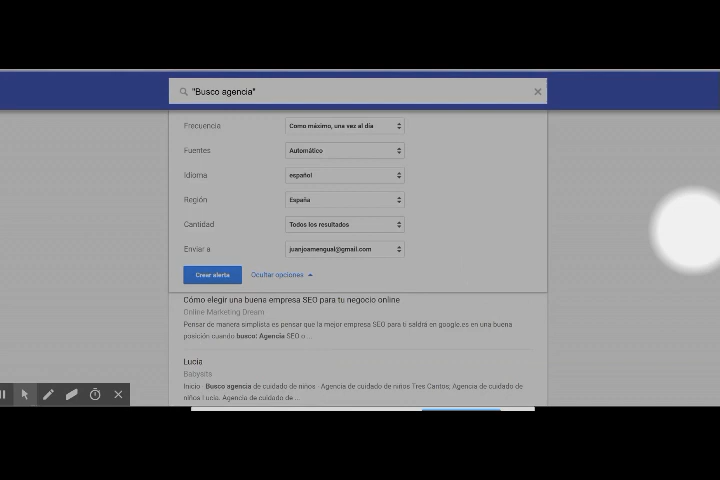 "Busco agencia"
Frecuencia Como máximo, una vez al día
Fuentes Automático
Idioma español
Región España
Cantidad Todos los resultados
Enviar a juanjoamengual@gmail.com
Crear alerta Ocultar opciones
Cómo elegir una buena empresa SEO para tu negocio online
Online Marketing Dream
Pensar de manera simplista es pensar que la mejor empresa SEO para ti saldrá en google.es en una buena
posición cuando busco: Agencia SEO o ...
Lucía
Babysits
Inicio · Busco agencia de cuidado de niños · Agencia de cuidado de niños Tres Cantos; Agencia de cuidado de
niños Lucía. Agencia de cuidado de ...